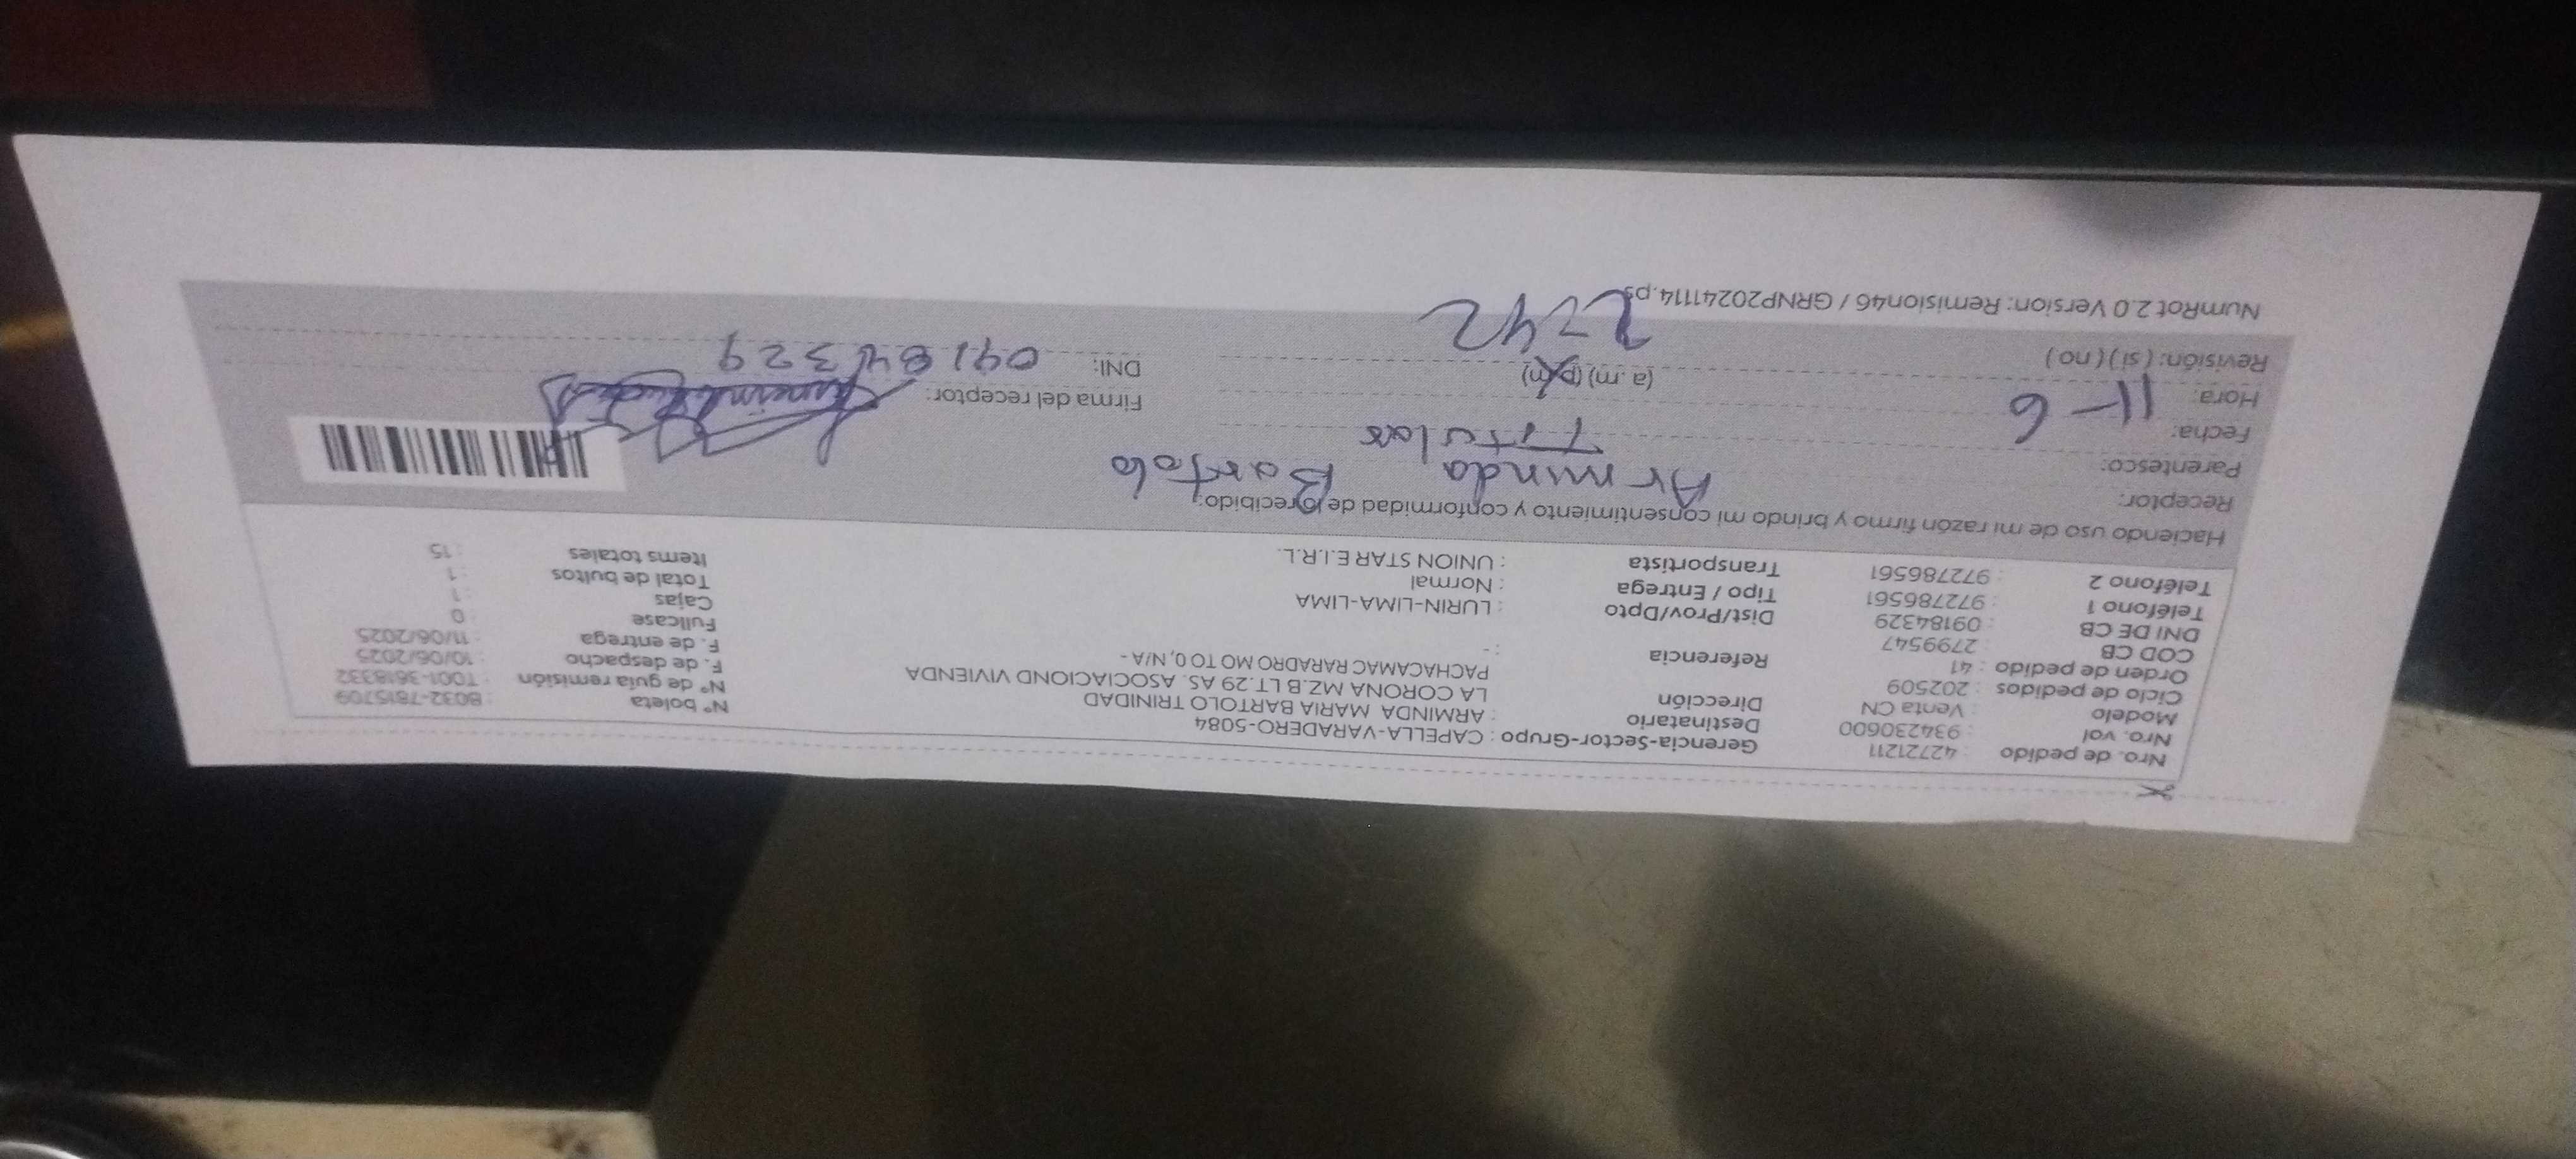 Nro. de pedido : 42721211
Nro. vol : 934230600
Modelo : Venta CN
Ciclo de pedidos : 202509
Orden de pedido : 41
COD CB : 2799547
DNI DE CB : 09184329
Teléfono 1 : 972786561
Teléfono 2 : 972786561
Gerencia-Sector-Grupo : CAPELLA-VARADERO-5084
Destinatario : ARMINDA MARIA BARTOLO TRINIDAD
Dirección LA CORONA MZ.B LT.29 AS. ASOCIACIOND VIVIENDA
PACHACAMAC RARADRO MO TO 0, N/A -
Referencia : -
Dist/Prov/Dpto : LURIN-LIMA-LIMA
Tipo / Entrega : Normal
Transportista : UNION STAR E.I.R.L.
Nº boleta : B032-7815709
Nº de guía remisión : T001-3618332
F. de despacho : 10/06/2025
F. de entrega : 11/06/2025
Fullcase : 0
Cajas : 1
Total de bultos : 1
Items totales : 15
Haciendo uso de mi razón firmo y brindo mi consentimiento y conformidad de lo recibido:
Receptor: Arminda Bartolo
Parentesco: Titular
Fecha: 11-6
Hora: (a.m) (p.m)
Revisión: ( si ) ( no )
Firma del receptor:
DNI: 09184329
NumRot 2.0 Version: Remision46 / GRNP20241114.ps